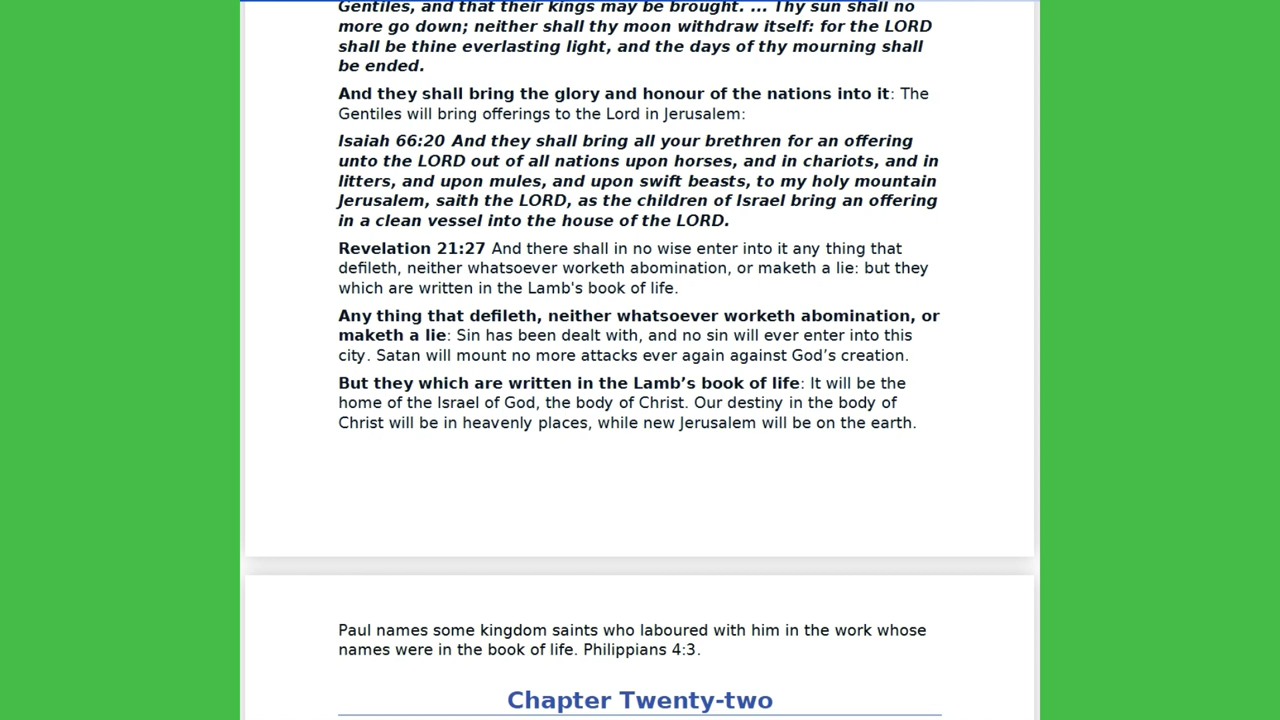 Gentiles, and that their kings may be brought. ... Thy sun shall no
more go down; neither shall thy moon withdraw itself: for the LORD
shall be thine everlasting light, and the days of thy mourning shall
be ended.
And they shall bring the glory and honour of the nations into it: The
Gentiles will bring offerings to the Lord in Jerusalem:
Isaiah 66:20 And they shall bring all your brethren for an offering
unto the LORD out of all nations upon horses, and in chariots, and in
litters, and upon mules, and upon swift beasts, to my holy mountain
Jerusalem, saith the LORD, as the children of Israel bring an offering
in a clean vessel into the house of the LORD.
Revelation 21:27 And there shall in no wise enter into it any thing that
defileth, neither whatsoever worketh abomination, or maketh a lie: but they
which are written in the Lamb's book of life.
Any thing that defileth, neither whatsoever worketh abomination, or
maketh a lie: Sin has been dealt with, and no sin will ever enter into this
city. Satan will mount no more attacks ever again against God’s creation.
But they which are written in the Lamb’s book of life: It will be the
home of the Israel of God, the body of Christ. Our destiny in the body of
Christ will be in heavenly places, while new Jerusalem will be on the earth.
Paul names some kingdom saints who laboured with him in the work whose
names were in the book of life. Philippians 4:3.
Chapter Twenty-two